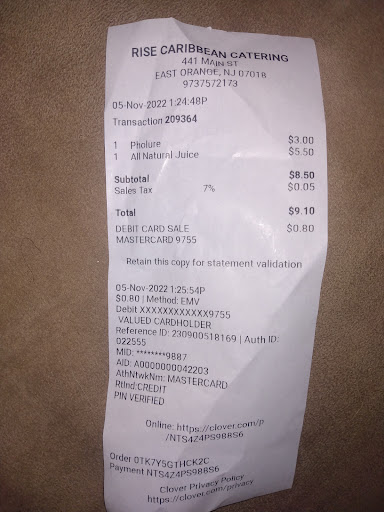 RISE CARIBBEAN CATERING
441 MAIN ST
EAST ORANGE, NJ 07018
9737572173
05-Nov-2022 1:24:48P
Transaction 209364
1 Pholure $3.00
1 All Natural Juice $5.50
Subtotal $8.50
Sales Tax 7% $0.05
Total $9.10
DEBIT CARD SALE $0.80
MASTERCARD 9755
Retain this copy for statement validation
05-Nov-2022 1:25:54P
$0.80 | Method: EMV
Debit XXXXXXXXXXXX9755
VALUED CARDHOLDER
Reference ID: 230900518169 | Auth ID:
022555
MID: ********9887
AID: A0000000042203
AthNtwkNm: MASTERCARD
RtInd:CREDIT
PIN VERIFIED
Online: https://clover.com/p
/NTS4Z4PS988S6
Order 0TK7Y5GTHCK2C
Payment NTS4Z4PS988S6
Clover Privacy Policy
https://clover.com/privacy